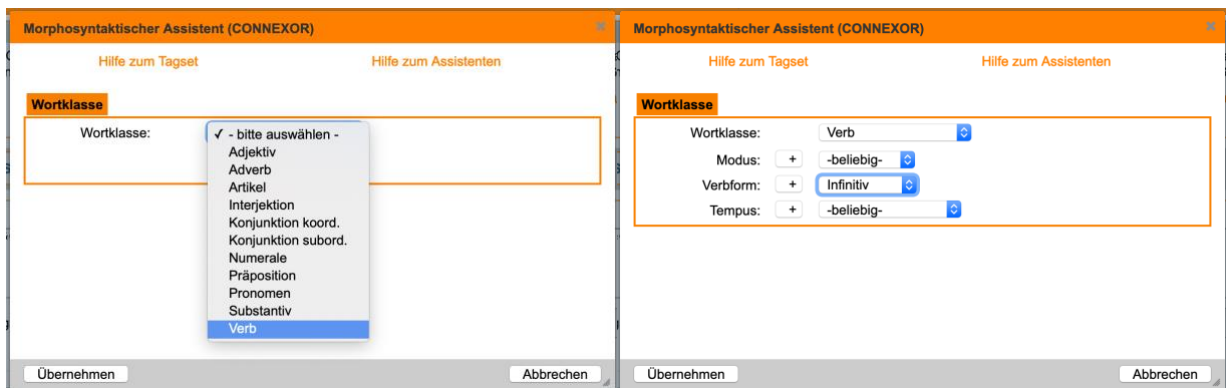 Morphosyntaktischer Assistent (CONNEXOR)
Hilfe zum Tagset
Hilfe zum Assistenten
Wortklasse
Wortklasse:
✓ - bitte auswählen -
Adjektiv
Adverb
Artikel
Interjektion
Konjunktion koord.
Konjunktion subord.
Numerale
Präposition
Pronomen
Substantiv
Verb
Übernehmen
Abbrechen
Morphosyntaktischer Assistent (CONNEXOR)
Hilfe zum Tagset
Hilfe zum Assistenten
Wortklasse
Wortklasse: Verb
Modus: + -beliebig-
Verbform: + Infinitiv
Tempus: + -beliebig-
Übernehmen
Abbrechen